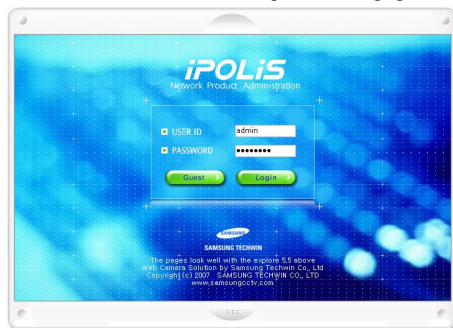 iPOLiS
Network Product Administration
USER ID admin
PASSWORD ●●●●●●●●
Guest Login
SAMSUNG
SAMSUNG TECHWIN
The pages look well with the explore 5,5 above
Web Camera Solution by Samsung Techwin Co,, Ltd
Copyright (c) 2007 SAMSUNG TECHWIN CO,, LTD
www,samsungcctv,com